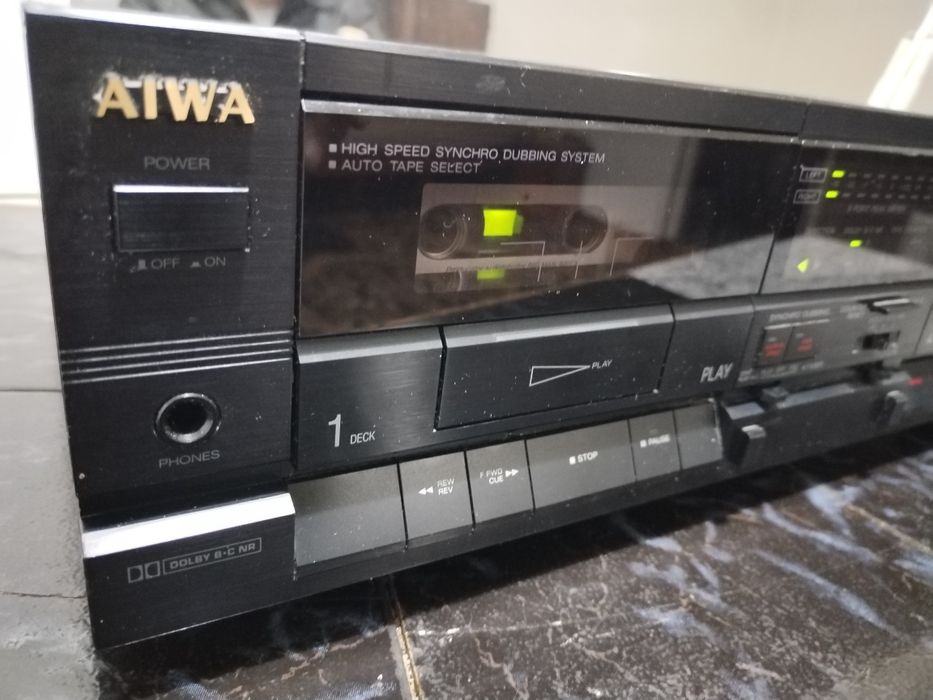 AIWA
POWER
OFF ON
PHONES
DOLBY B·C NR
■ HIGH SPEED SYNCHRO DUBBING SYSTEM
■ AUTO TAPE SELECT
PLAY
PLAY
1 DECK
◀◀ REW
REV
F FWD ▶▶
CUE
■ STOP
PAUSE
LEFT
RIGHT
SYNCHRO DUBBING